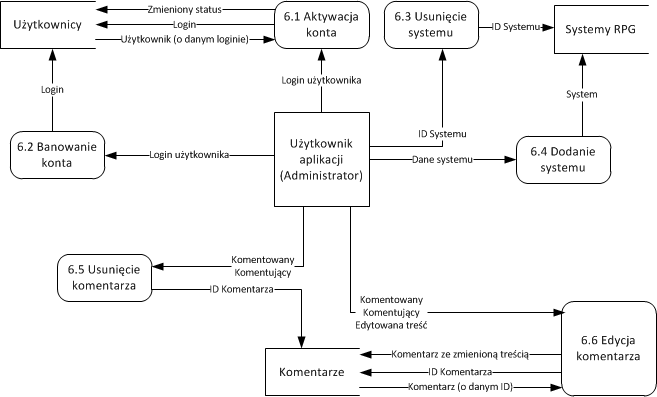 Użytkownicy
Zmieniony status
Login
Użytkownik (o danym loginie)
6.1 Aktywacja
konta
6.3 Usunięcie
systemu
ID Systemu
Systemy RPG
Login użytkownika
Login
System
6.2 Banowanie
konta
Login użytkownika
Użytkownik
aplikacji
(Administrator)
ID Systemu
Dane systemu
6.4 Dodanie
systemu
6.5 Usunięcie
komentarza
Komentowany
Komentujący
ID Komentarza
Komentowany
Komentujący
Edytowana treść
Komentarze
Komentarz ze zmienioną treścią
ID Komentarza
Komentarz (o danym ID)
6.6 Edycja
komentarza